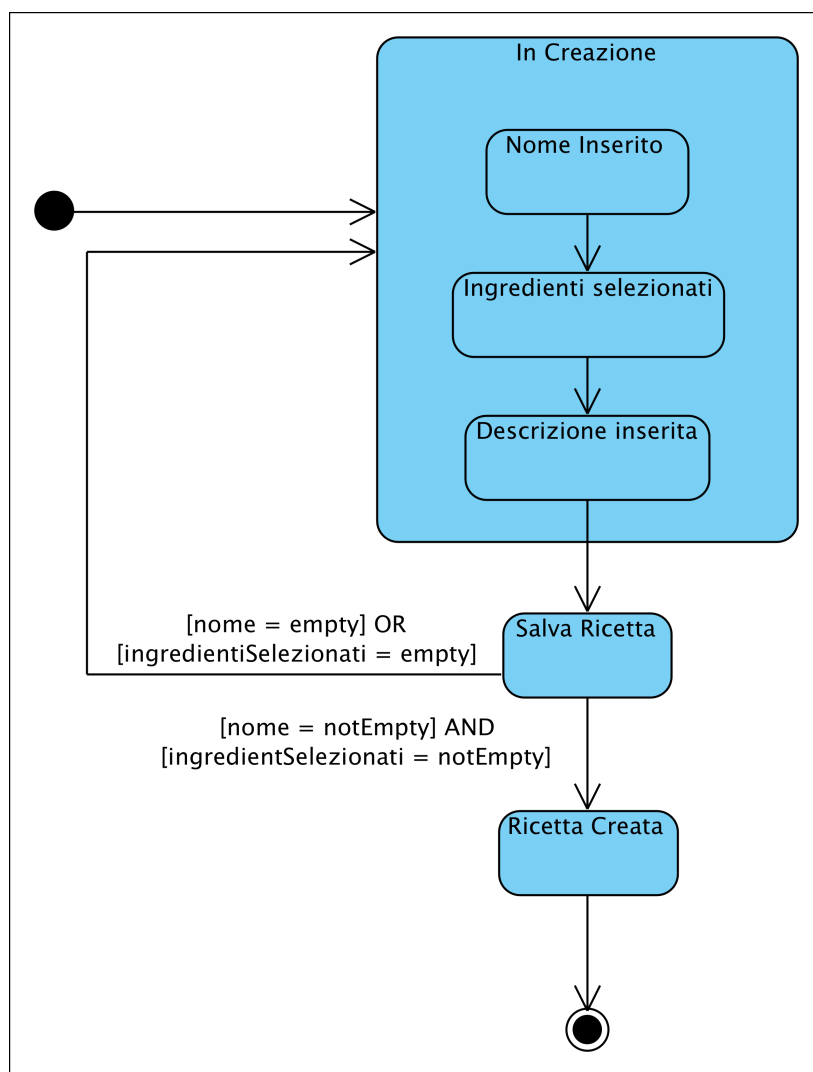 In Creazione
Nome Inserito
Ingredienti selezionati
Descrizione inserita
[nome = empty] OR
[ingredientiSelezionati = empty]
Salva Ricetta
[nome = notEmpty] AND
[ingredientSelezionati = notEmpty]
Ricetta Creata